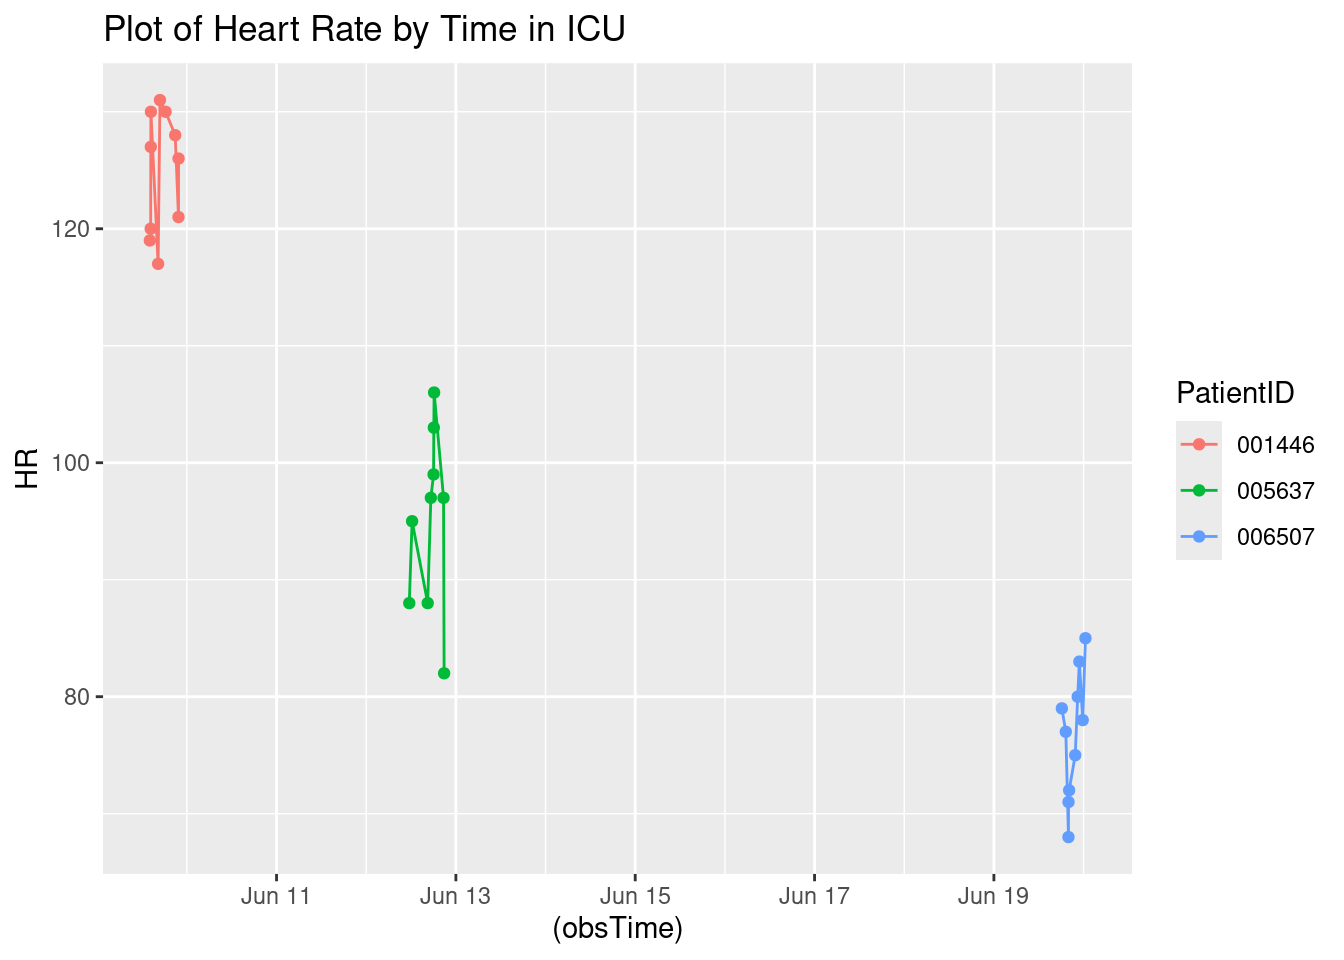 Plot of Heart Rate by Time in ICU
120
100
80
HR
Jun 11
Jun 13
Jun 15
Jun 17
Jun 19
(obsTime)
PatientID
001446
005637
006507